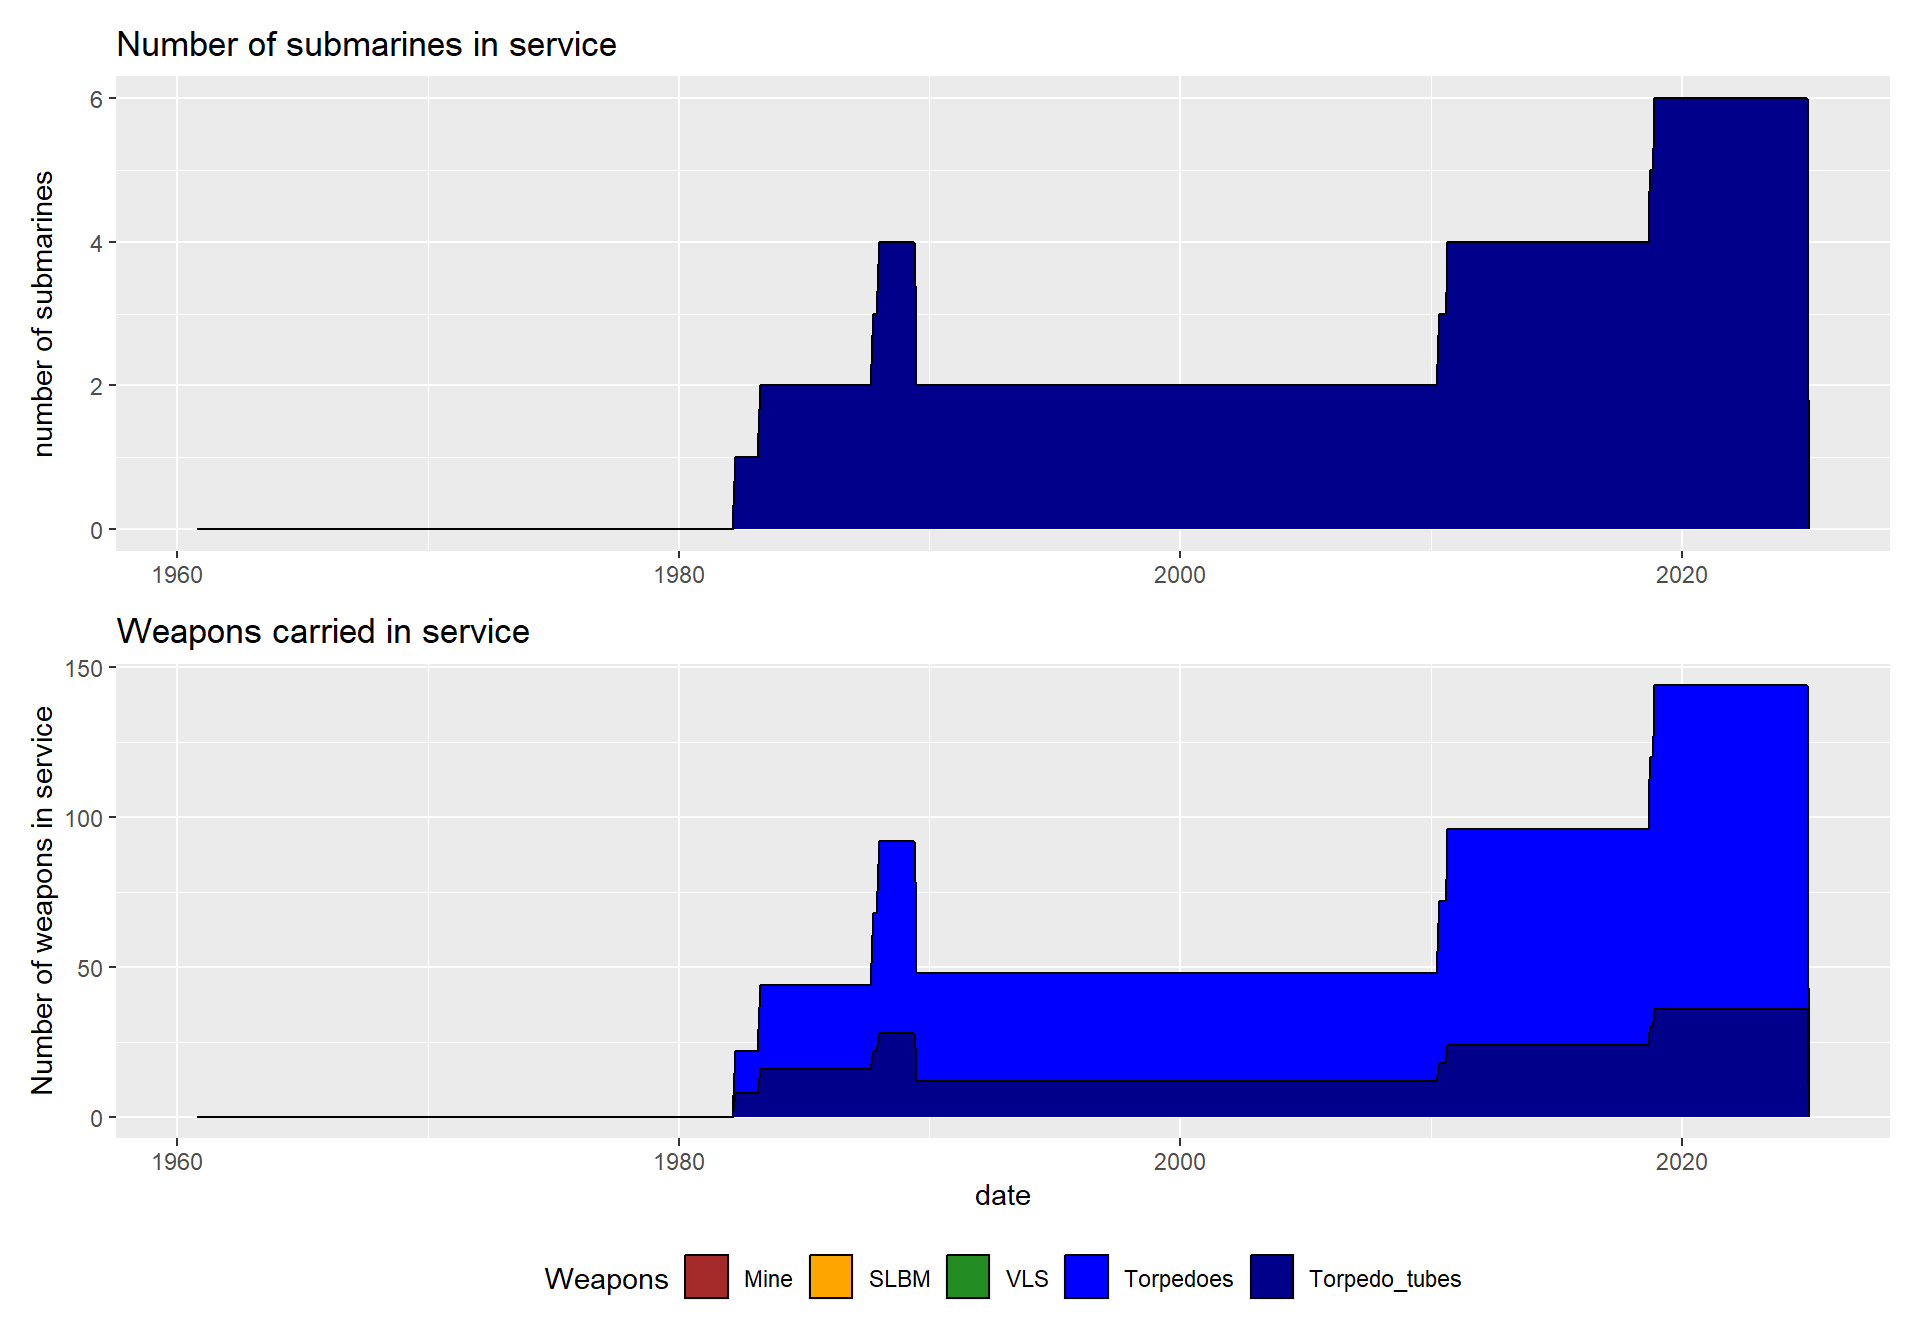 Number of submarines in service
number of submarines
6
4
2
0
1960 1980 2000 2020
Weapons carried in service
Number of weapons in service
150
100
50
0
1960 1980 2000 2020
date
Weapons Mine SLBM VLS Torpedoes Torpedo_tubes